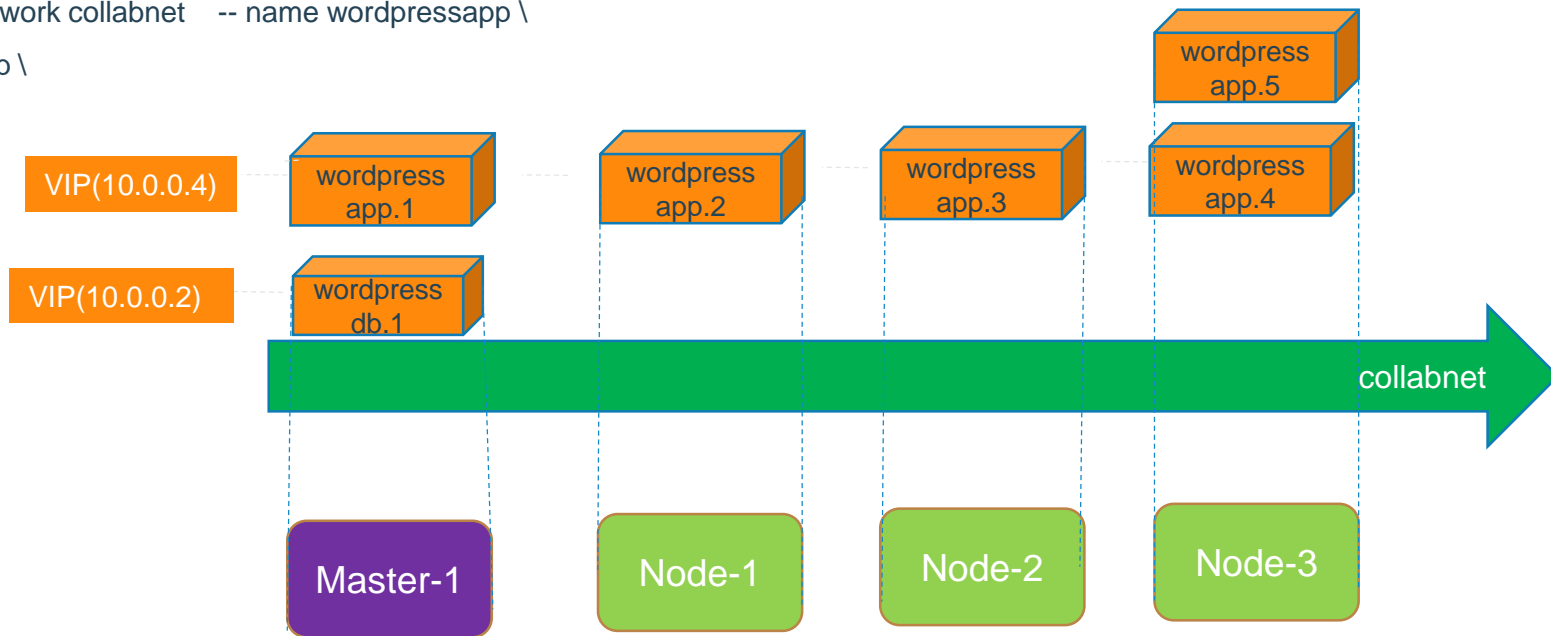 work collabnet -- name wordpressapp \
\
wordpress
app.5
VIP(10.0.0.4)
wordpress
app.1
wordpress
app.2
wordpress
app.3
wordpress
app.4
VIP(10.0.0.2)
wordpress
db.1
collabnet
Master-1
Node-1
Node-2
Node-3